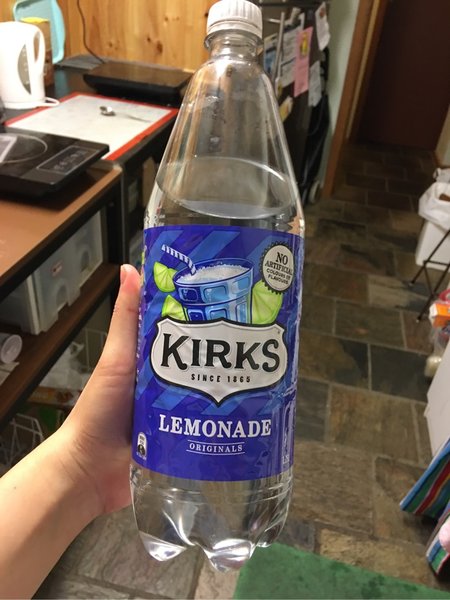 NO
ARTIFICIAL
COLOURS OR
FLAVOURS
KIRKS
SINCE 1865
LEMONADE
ORIGINALS